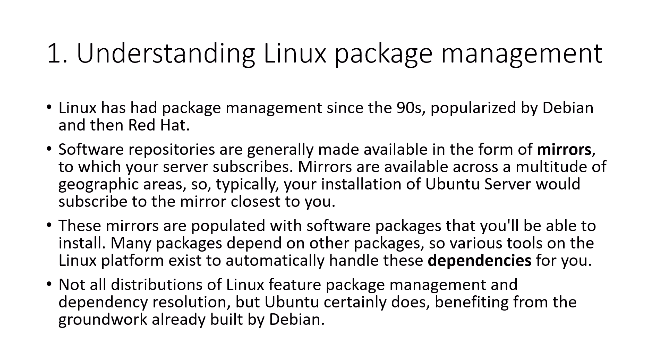 1. Understanding Linux package management
• Linux has had package management since the 90s, popularized by Debian
and then Red Hat.
• Software repositories are generally made available in the form of mirrors,
to which your server subscribes. Mirrors are available across a multitude of
geographic areas, so, typically, your installation of Ubuntu Server would
subscribe to the mirror closest to you.
• These mirrors are populated with software packages that you'll be able to
install. Many packages depend on other packages, so various tools on the
Linux platform exist to automatically handle these dependencies for you.
• Not all distributions of Linux feature package management and
dependency resolution, but Ubuntu certainly does, benefiting from the
groundwork already built by Debian.